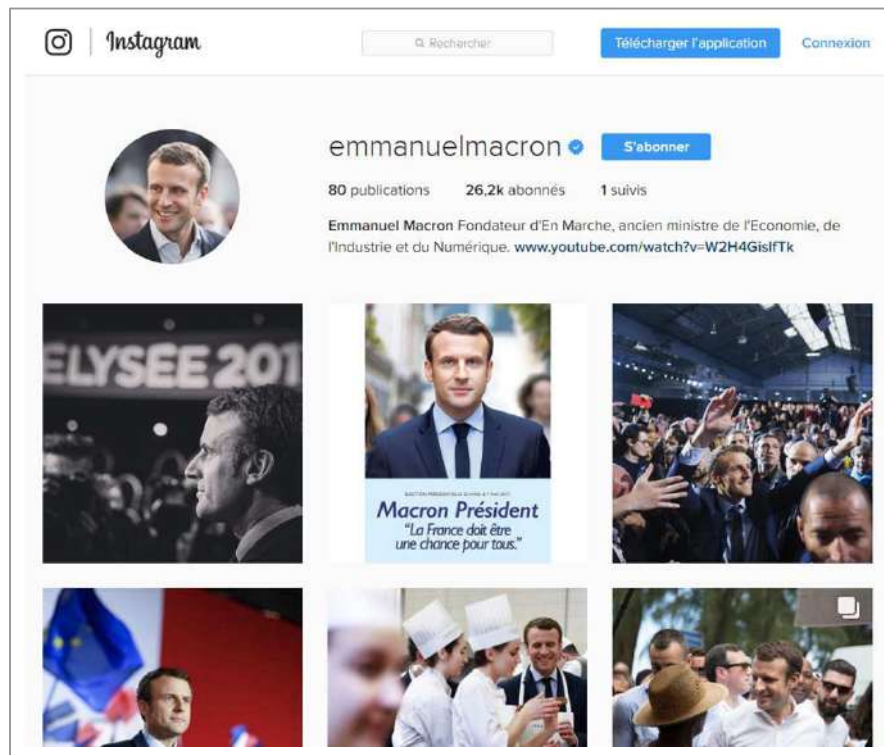 Instagram
Rechercher
Télécharger l'application
Connexion
emmanuelmacron
S'abonner
80 publications
26,2k abonnés
1 suivis
Emmanuel Macron Fondateur d'En Marche, ancien ministre de l'Economie, de
l'Industrie et du Numérique. www.youtube.com/watch?v=W2H4GislfTk
ELYSÉE 201
Macron Président
"La France doit être
une chance pour tous."